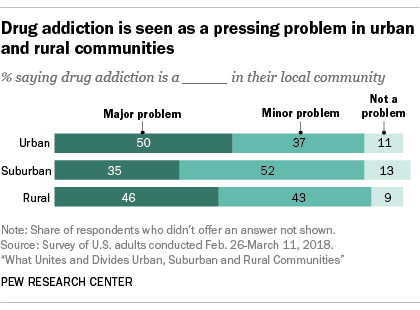 Drug addiction is seen as a pressing problem in urban
and rural communities
% saying drug addiction is a _____ in their local community
Major problem Minor problem Not a problem
Urban 50 37 11
Suburban 35 52 13
Rural 46 43 9
Note: Share of respondents who didn't offer an answer not shown.
Source: Survey of U.S. adults conducted Feb. 26-March 11, 2018.
"What Unites and Divides Urban, Suburban and Rural Communities"
PEW RESEARCH CENTER